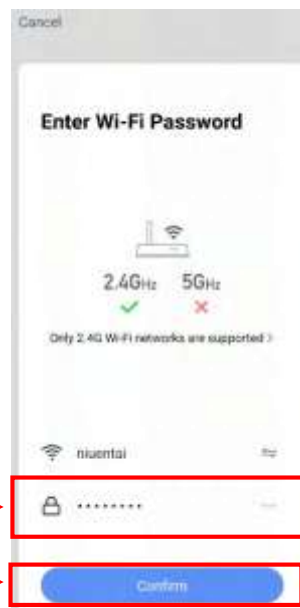 Cancel
Enter Wi-Fi Password
2.4GHz 5GHz
Only 2.4G Wi-Fi networks are supported >
niuentai
••••••••
Confirm